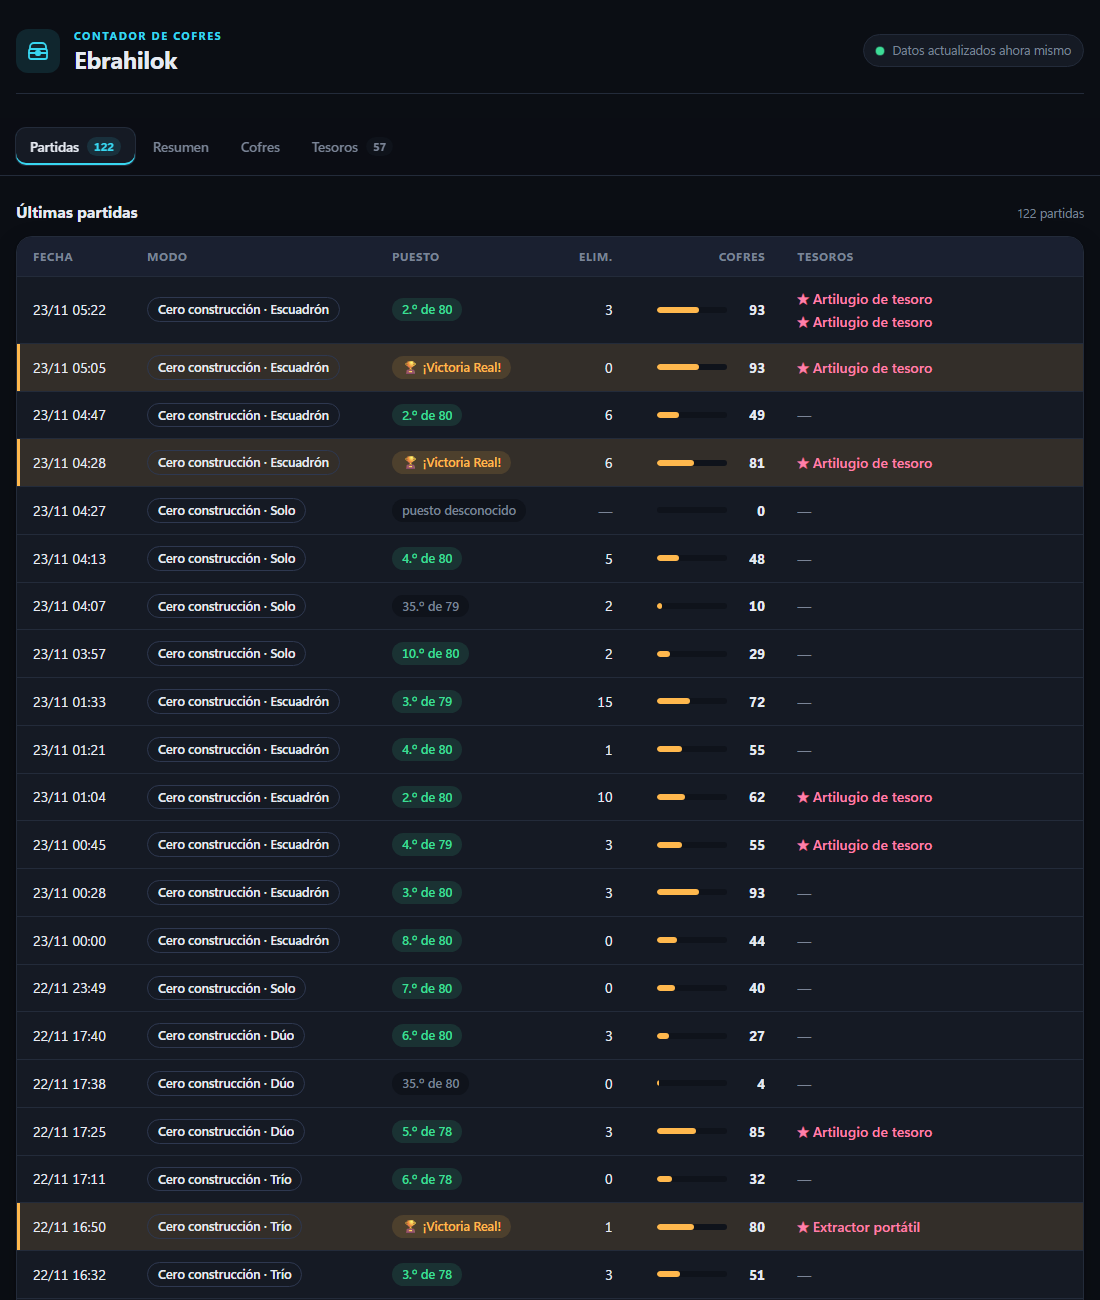 CONTADOR DE COFRES
Ebrahilok
Datos actualizados ahora mismo
Partidas 122 Resumen Cofres Tesoros 57
Últimas partidas 122 partidas
FECHA MODO PUESTO ELIM. COFRES TESOROS
23/11 05:22 Cero construcción · Escuadrón 2.º de 80 3 93 ★ Artilugio de tesoro
★ Artilugio de tesoro
23/11 05:05 Cero construcción · Escuadrón 🏆 ¡Victoria Real! 0 93 ★ Artilugio de tesoro
23/11 04:47 Cero construcción · Escuadrón 2.º de 80 6 49 —
23/11 04:28 Cero construcción · Escuadrón 🏆 ¡Victoria Real! 6 81 ★ Artilugio de tesoro
23/11 04:27 Cero construcción · Solo puesto desconocido — 0 —
23/11 04:13 Cero construcción · Solo 4.º de 80 5 48 —
23/11 04:07 Cero construcción · Solo 35.º de 79 2 10 —
23/11 03:57 Cero construcción · Solo 10.º de 80 2 29 —
23/11 01:33 Cero construcción · Escuadrón 3.º de 79 15 72 —
23/11 01:21 Cero construcción · Escuadrón 4.º de 80 1 55 —
23/11 01:04 Cero construcción · Escuadrón 2.º de 80 10 62 ★ Artilugio de tesoro
23/11 00:45 Cero construcción · Escuadrón 4.º de 79 3 55 ★ Artilugio de tesoro
23/11 00:28 Cero construcción · Escuadrón 3.º de 80 3 93 —
23/11 00:00 Cero construcción · Escuadrón 8.º de 80 0 44 —
22/11 23:49 Cero construcción · Solo 7.º de 80 0 40 —
22/11 17:40 Cero construcción · Dúo 6.º de 80 3 27 —
22/11 17:38 Cero construcción · Dúo 35.º de 80 0 4 —
22/11 17:25 Cero construcción · Dúo 5.º de 78 3 85 ★ Artilugio de tesoro
22/11 17:11 Cero construcción · Trío 6.º de 78 0 32 —
22/11 16:50 Cero construcción · Trío 🏆 ¡Victoria Real! 1 80 ★ Extractor portátil
22/11 16:32 Cero construcción · Trío 3.º de 78 3 51 —